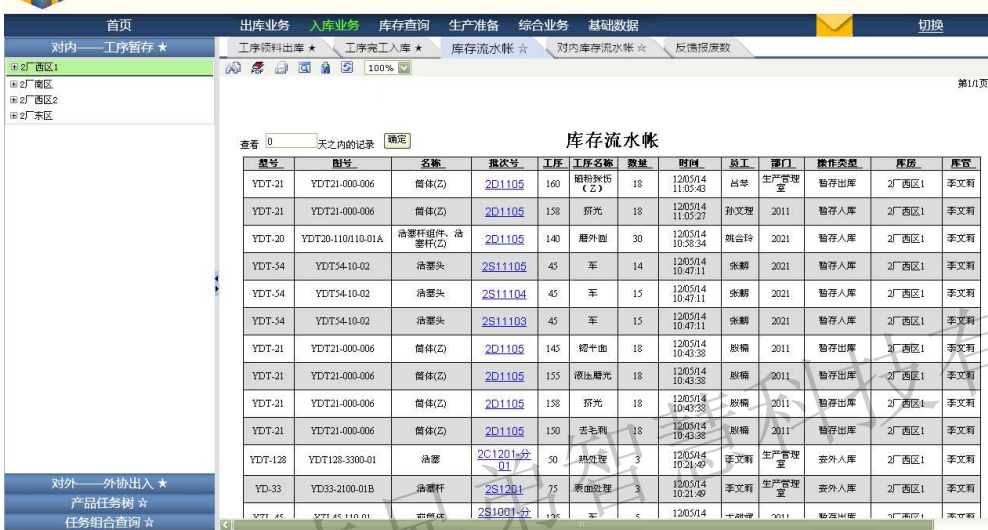 首页 出库业务 入库业务 库存查询 生产准备 综合业务 基础数据 切换
对内——工序暂存 ★ 工序领料出库 ★ 工序完工入库 ★ 库存流水帐 ☆ 对内库存流水帐 ☆ 反馈报废数
2厂西区1
2厂南区
2厂西区2
2厂东区
100%
第1/1页
库存流水帐
查看 0 天之内的记录 确定
型号 图号 名称 批次号 工序 工序名称 数量 时间 员工 部门 操作类型 库房 库管
YDT-21 YDT21-000-006 筒体(Z) 2D1105 160 磁粉探伤(Z) 18 12/05/14 11:05:43 吕琴 生产管理室 暂存出库 2厂西区1 李文莉
YDT-21 YDT21-000-006 筒体(Z) 2D1105 158 珩光 18 12/05/14 11:05:27 孙文理 2011 暂存入库 2厂西区1 李文莉
YDT-20 YDT20-110/110-01A 活塞杆组件、活塞杆(Z) 2D1105 140 磨外圆 30 12/05/14 10:58:34 姚会玲 2021 暂存入库 2厂西区1 李文莉
YDT-54 YDT54-10-02 活塞头 2S11105 45 车 14 12/05/14 10:47:11 张鹏 2021 暂存入库 2厂西区1 李文莉
YDT-54 YDT54-10-02 活塞头 2S11104 45 车 15 12/05/14 10:47:11 张鹏 2021 暂存入库 2厂西区1 李文莉
YDT-54 YDT54-10-02 活塞头 2S11103 45 车 15 12/05/14 10:47:11 张鹏 2021 暂存入库 2厂西区1 李文莉
YDT-21 YDT21-000-006 筒体(Z) 2D1105 145 锪平面 18 12/05/14 10:43:38 殷楠 2011 暂存出库 2厂西区1 李文莉
YDT-21 YDT21-000-006 筒体(Z) 2D1105 155 液压磨光 18 12/05/14 10:43:38 殷楠 2011 暂存出库 2厂西区1 李文莉
YDT-21 YDT21-000-006 筒体(Z) 2D1105 158 珩光 18 12/05/14 10:43:38 殷楠 2011 暂存出库 2厂西区1 李文莉
YDT-21 YDT21-000-006 筒体(Z) 2D1105 150 去毛刺 18 12/05/14 10:43:38 殷楠 2011 暂存出库 2厂西区1 李文莉
YDT-128 YDT128-3300-01 活塞 2C1201-分01 50 热处理 3 12/05/14 10:21:49 李文莉 生产管理室 委外入库 2厂西区1 李文莉
YD-33 YD33-2100-01B 活塞杆 2S1201 75 表面处理 3 12/05/14 10:21:49 李文莉 生产管理室 委外入库 2厂西区1 李文莉
2S1001-分 车 12/05/14 2011 暂存入库 2厂西区1 李文莉
对外——外协出入 ★
产品任务树 ☆
任务组合查询 ☆
兄弟智慧科技有